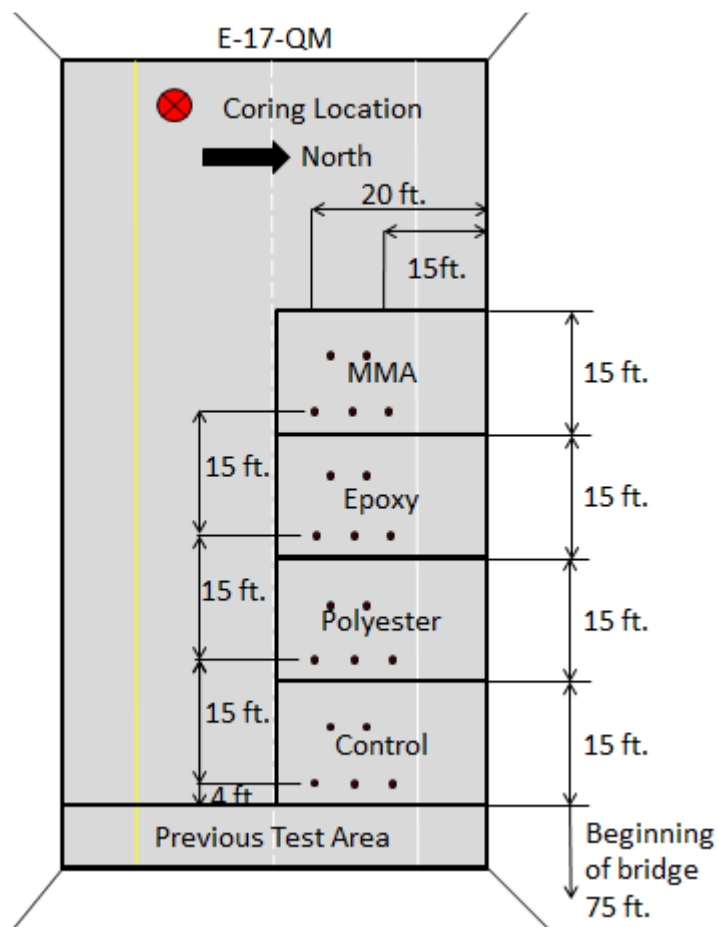 E-17-QM
Coring Location
North
20 ft.
15ft.
MMA
15 ft.
15 ft.
Epoxy
15 ft.
15 ft.
Polyester
15 ft.
15 ft.
Control
15 ft.
4 ft
Previous Test Area
Beginning
of bridge
75 ft.